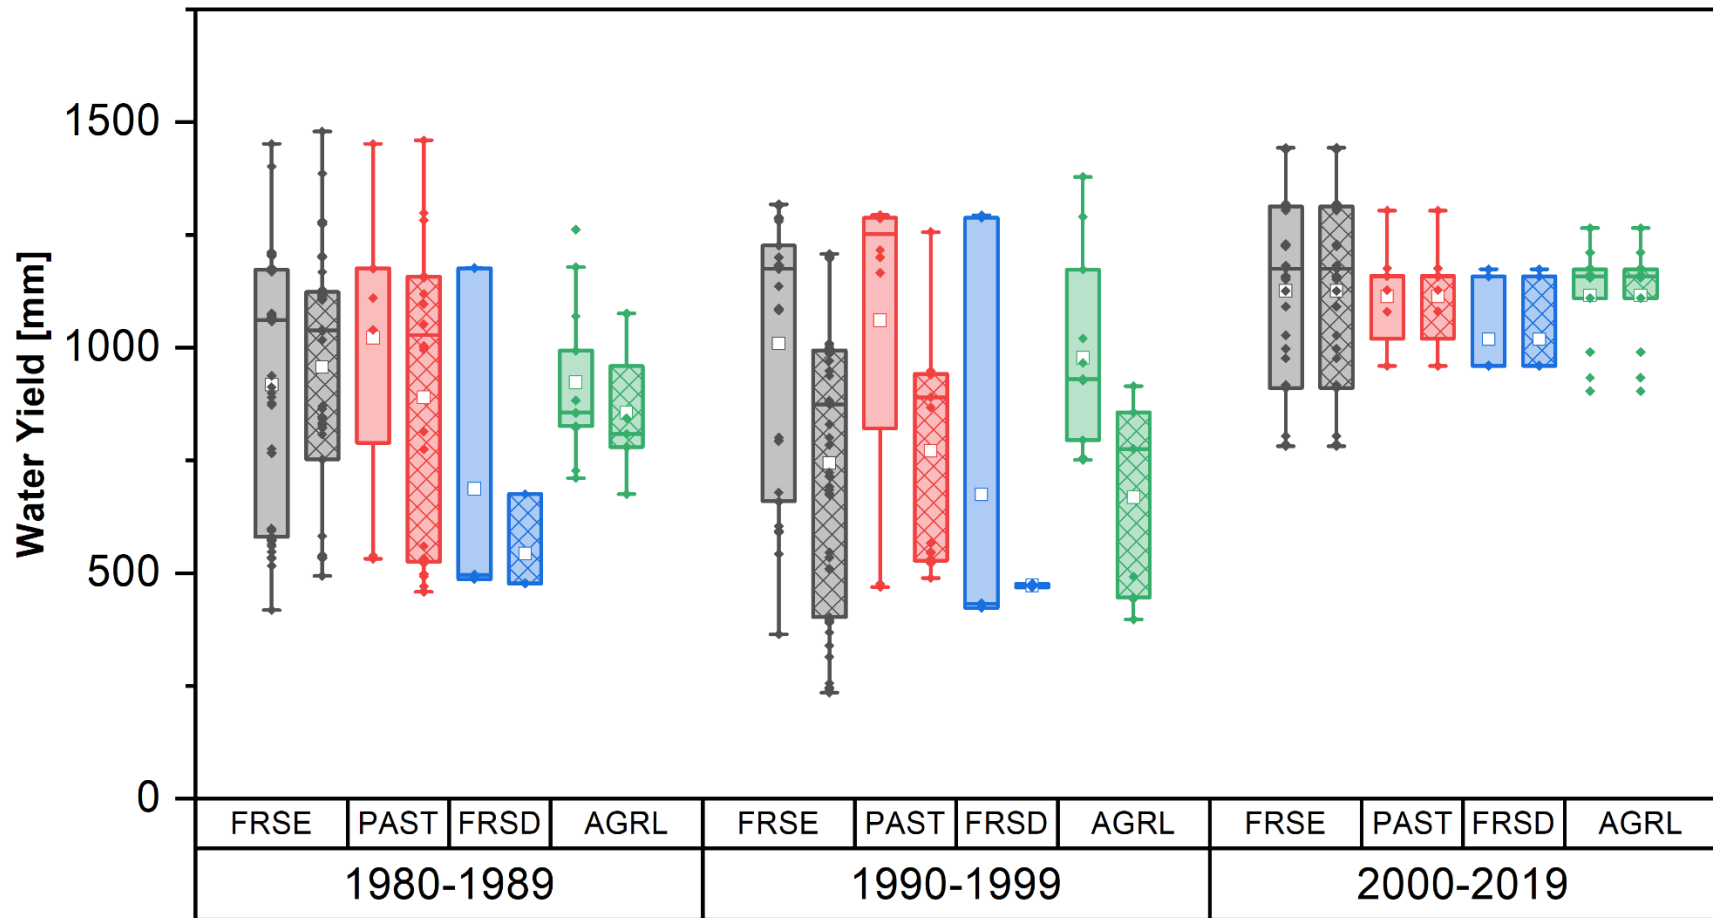 Water Yield [mm]
1500
1000
500
0
FRSE PAST FRSD AGRL FRSE PAST FRSD AGRL FRSE PAST FRSD AGRL
1980-1989 1990-1999 2000-2019